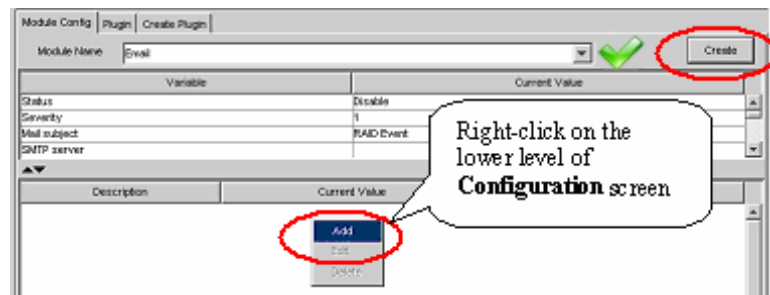 Module Config Plugin Create Plugin
Module Name Email Create
Variable Current Value
Status Disable
Severity 1
Mail subject RAID Event
SMTP server
Right-click on the
lower level of
Configuration screen
Description Current Value
Add
Edit
Delete